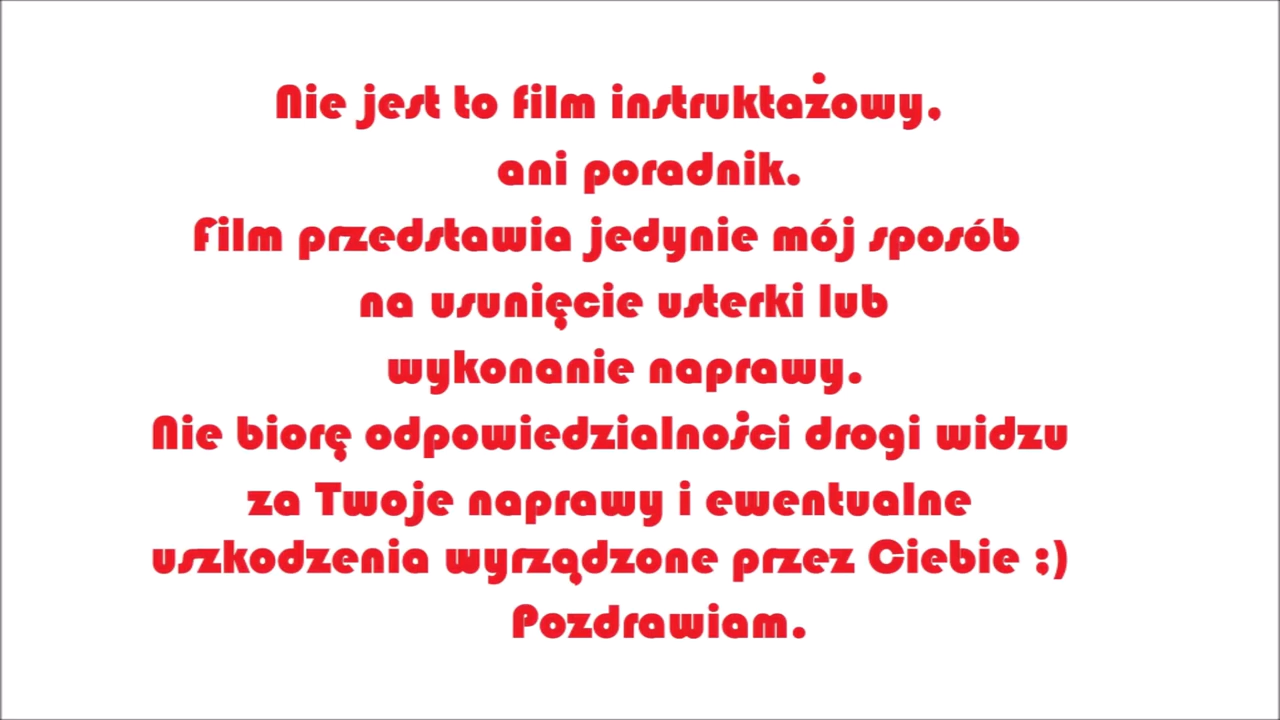 Nie jest to film instruktażowy,
ani poradnik.
Film przedstawia jedynie mój sposób
na usunięcie usterki lub
wykonanie naprawy.
Nie biorę odpowiedzialności drogi widzu
za Twoje naprawy i ewentualne
uszkodzenia wyrządzone przez Ciebie ;)
Pozdrawiam.